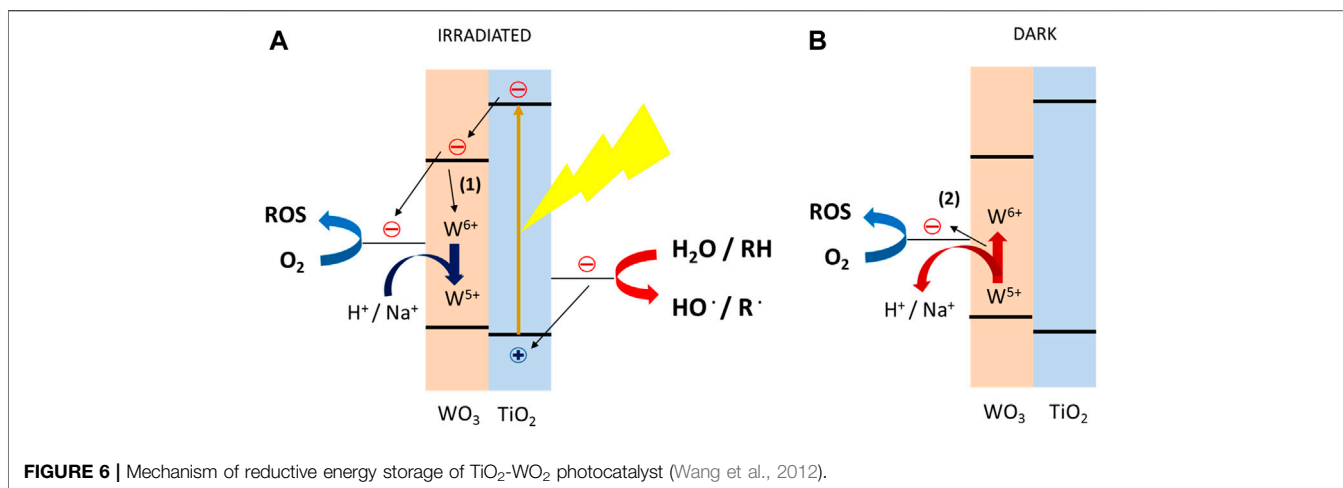 A
IRRADIATED
(1)
ROS
O₂
W⁶⁺
W⁵⁺
H⁺ / Na⁺
H₂O / RH
HO˙ / R˙
WO₃ TiO₂
B
DARK
(2)
ROS
O₂
W⁶⁺
W⁵⁺
H⁺ / Na⁺
WO₃ TiO₂
FIGURE 6 | Mechanism of reductive energy storage of TiO₂-WO₂ photocatalyst (Wang et al., 2012).